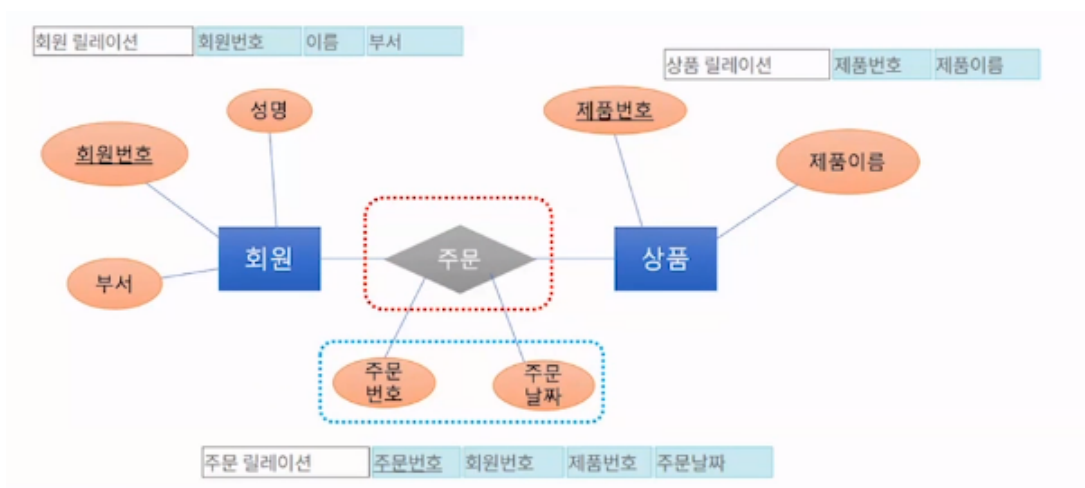 회원 릴레이션 회원번호 이름 부서
상품 릴레이션 제품번호 제품이름
성명
제품번호
회원번호
제품이름
회원
주문
상품
부서
주문
번호
주문
날짜
주문 릴레이션 주문번호 회원번호 제품번호 주문날짜